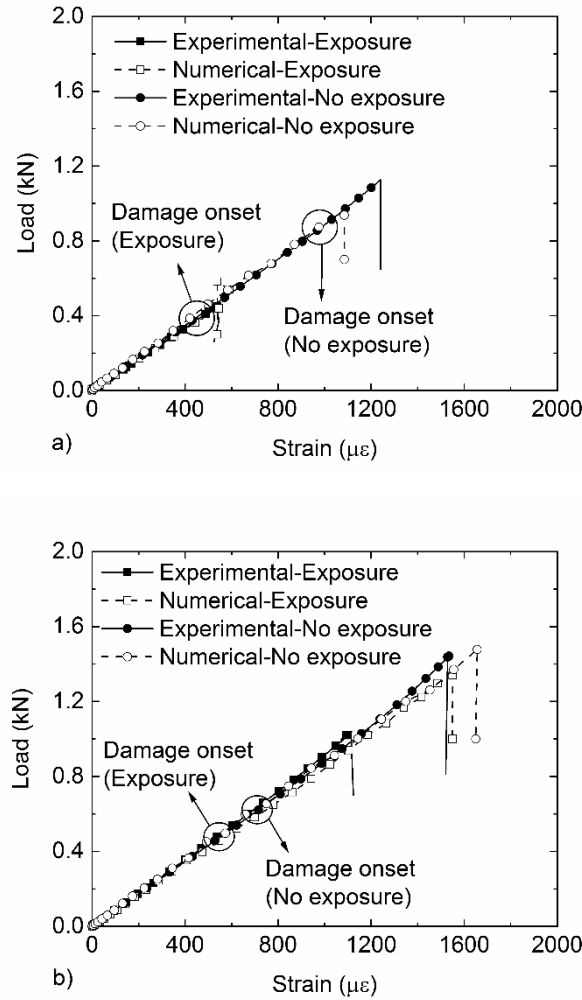 2.0
Experimental-Exposure
Numerical-Exposure
1.6
Experimental-No exposure
Numerical-No exposure
1.2
Load (kN)
Damage onset
(Exposure)
0.8
Damage onset
(No exposure)
0.4
0.0
0 400 800 1200 1600 2000
a)
Strain (με)
2.0
Experimental-Exposure
Numerical-Exposure
1.6
Experimental-No exposure
Numerical-No exposure
1.2
Load (kN)
Damage onset
(Exposure)
0.8
Damage onset
(No exposure)
0.4
0.0
0 400 800 1200 1600 2000
b)
Strain (με)